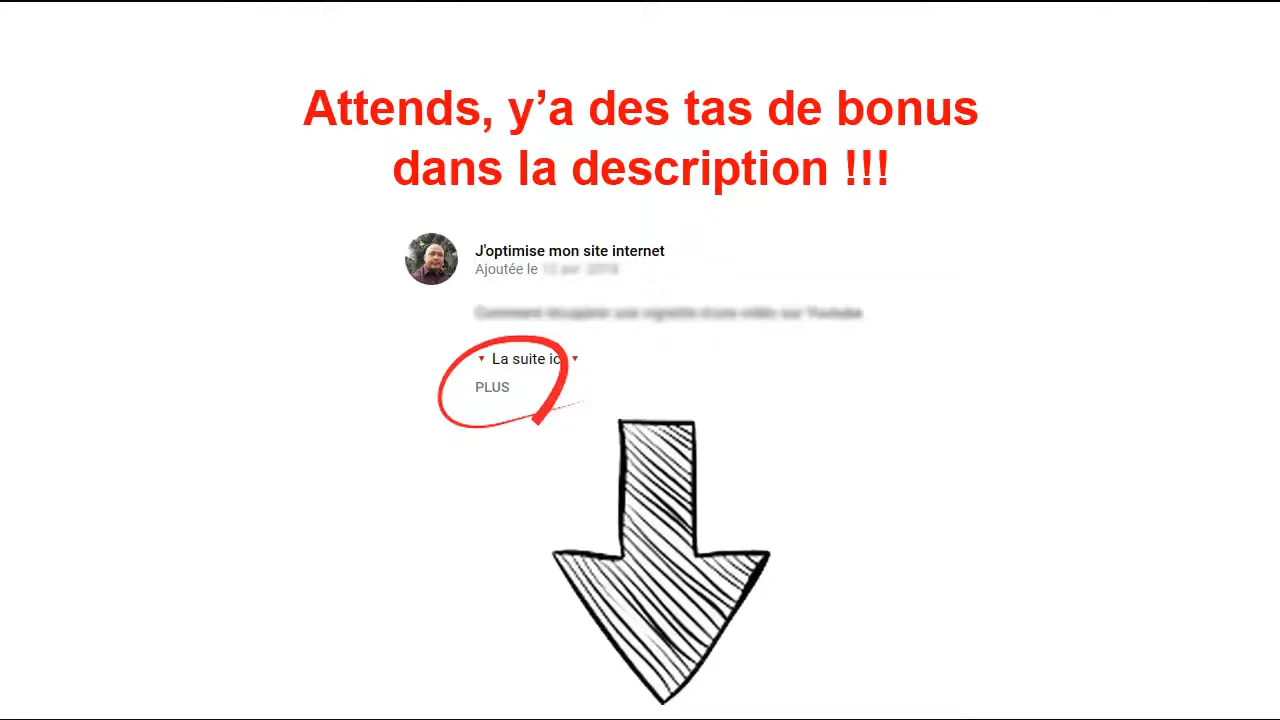 Attends, y’a des tas de bonus
dans la description !!!
J'optimise mon site internet
Ajoutée le
La suite ic
PLUS